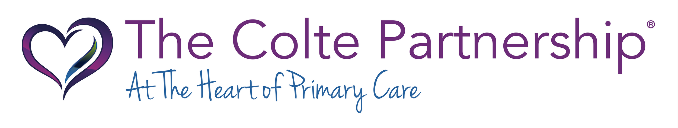 The Colte Partnership®
At The Heart of Primary Care